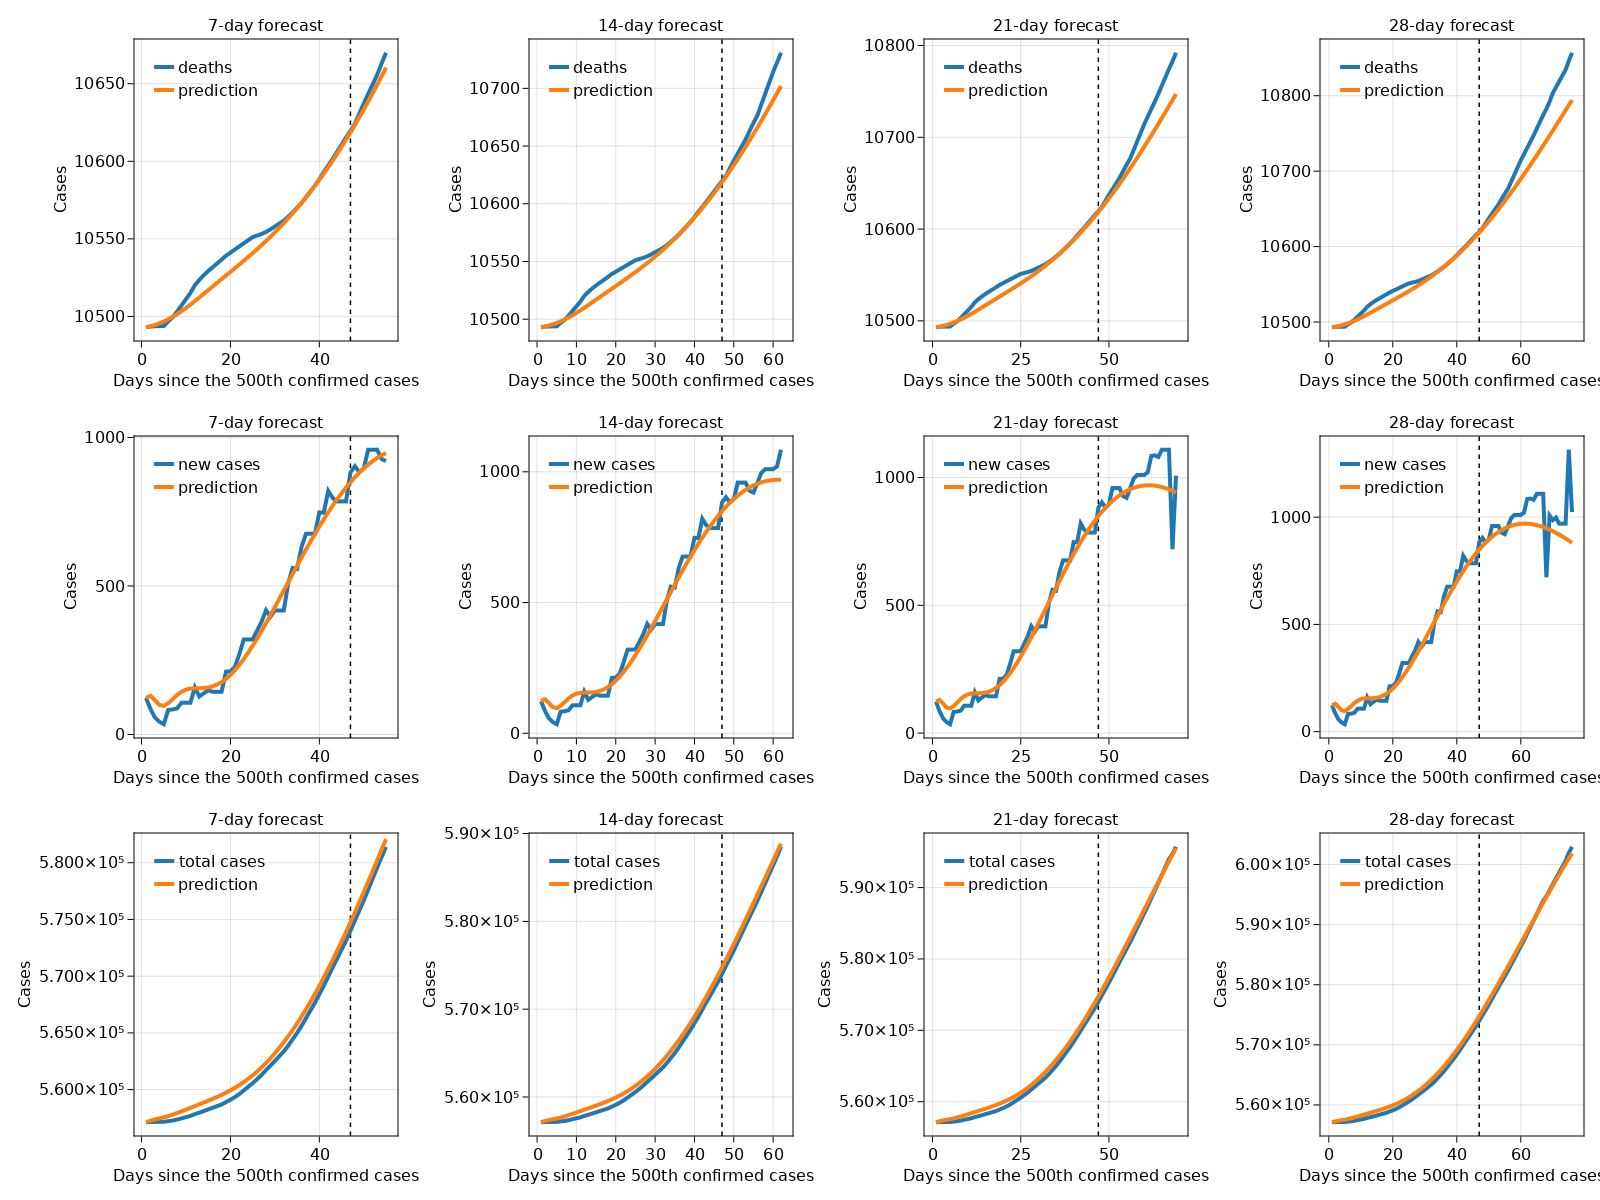 7-day forecast
14-day forecast
21-day forecast
28-day forecast
deaths
prediction
Cases
10650
10600
10550
10500
0 20 40
Days since the 500th confirmed cases
deaths
prediction
Cases
10700
10650
10600
10550
10500
0 10 20 30 40 50 60
Days since the 500th confirmed cases
deaths
prediction
Cases
10800
10700
10600
10500
0 25 50
Days since the 500th confirmed cases
deaths
prediction
Cases
10800
10700
10600
10500
0 20 40 60
Days since the 500th confirmed cases
7-day forecast
14-day forecast
21-day forecast
28-day forecast
new cases
prediction
Cases
1000
500
0
0 20 40
Days since the 500th confirmed cases
new cases
prediction
Cases
1000
500
0
0 10 20 30 40 50 60
Days since the 500th confirmed cases
new cases
prediction
Cases
1000
500
0
0 25 50
Days since the 500th confirmed cases
new cases
prediction
Cases
1000
500
0
0 20 40 60
Days since the 500th confirmed cases
7-day forecast
14-day forecast
21-day forecast
28-day forecast
total cases
prediction
Cases
5.800×10⁵
5.750×10⁵
5.700×10⁵
5.650×10⁵
5.600×10⁵
0 20 40
Days since the 500th confirmed cases
total cases
prediction
Cases
5.90×10⁵
5.80×10⁵
5.70×10⁵
5.60×10⁵
0 10 20 30 40 50 60
Days since the 500th confirmed cases
total cases
prediction
Cases
5.90×10⁵
5.80×10⁵
5.70×10⁵
5.60×10⁵
0 25 50
Days since the 500th confirmed cases
total cases
prediction
Cases
6.00×10⁵
5.90×10⁵
5.80×10⁵
5.70×10⁵
5.60×10⁵
0 20 40 60
Days since the 500th confirmed cases